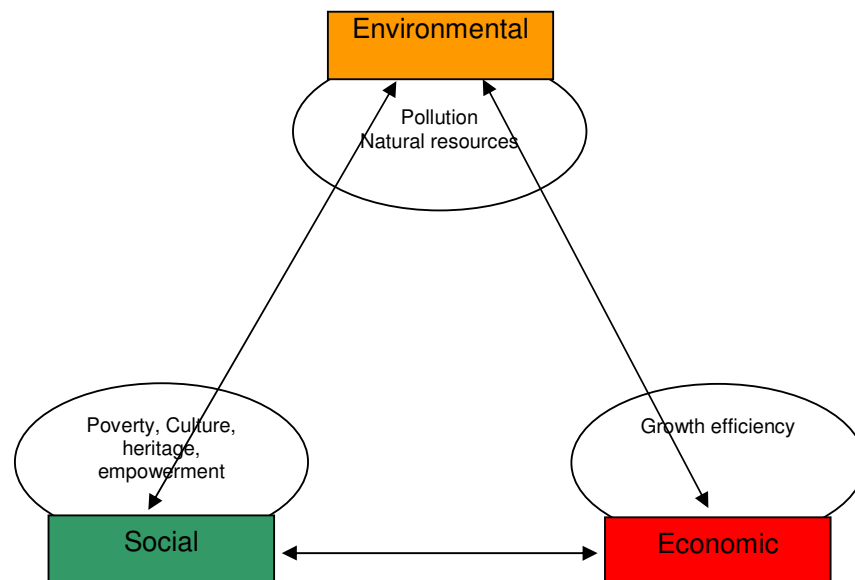 Environmental
Pollution
Natural resources
Poverty, Culture,
heritage,
empowerment
Growth efficiency
Social
Economic